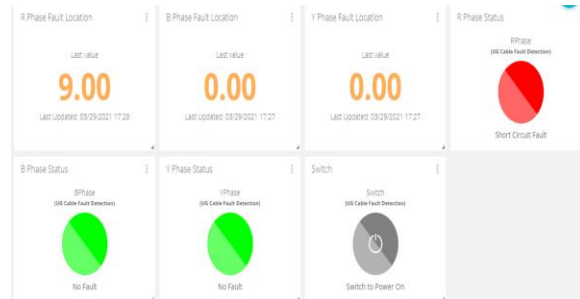 R Phase Fault Location
Last value
9.00
Last Updated: 03/29/2021 17:28
B Phase Fault Location
Last value
0.00
Last Updated: 03/29/2021 17:27
Y Phase Fault Location
Last value
0.00
Last Updated: 03/29/2021 17:27
R Phase Status
RPhase
(UG Cable Fault Detection)
Short Circuit Fault
B Phase Status
BPhase
(UG Cable Fault Detection)
No Fault
Y Phase Status
YPhase
(UG Cable Fault Detection)
No Fault
Switch
Switch
(UG Cable Fault Detection)
Switch to Power On